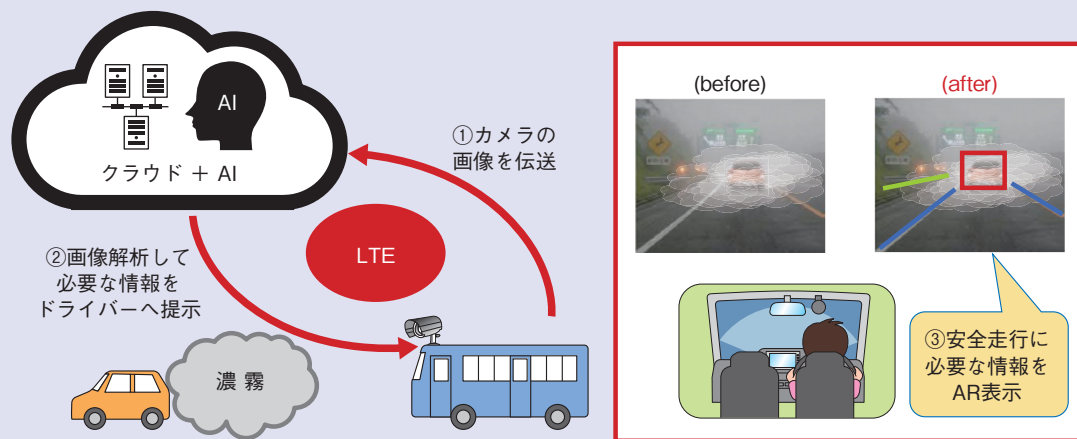 AI
クラウド ＋ AI
①カメラの
画像を伝送
LTE
②画像解析して
必要な情報を
ドライバーへ提示
濃 霧
(before)
(after)
③安全走行に
必要な情報を
AR表示